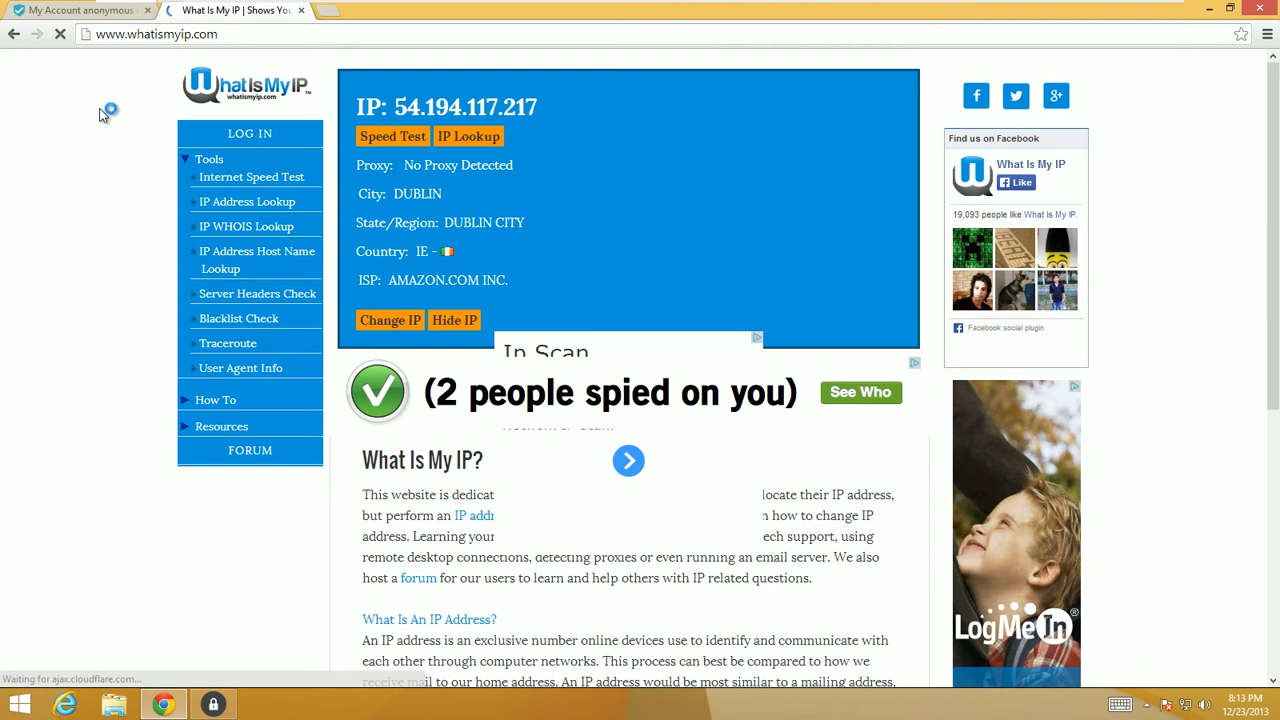 My Account anonymous
What Is My IP | Shows You
www.whatismyip.com
WhatIsMyIP™
whatismyip.com
LOG IN
Tools
Internet Speed Test
IP Address Lookup
IP WHOIS Lookup
IP Address Host Name
Lookup
Server Headers Check
Blacklist Check
Traceroute
User Agent Info
How To
Resources
FORUM
IP: 54.194.117.217
Speed Test IP Lookup
Proxy: No Proxy Detected
City: DUBLIN
State/Region: DUBLIN CITY
Country: IE -
ISP: AMAZON.COM INC.
Change IP Hide IP
Ip Scan
(2 people spied on you) See Who
What Is My IP?
This website is dedicat locate their IP address,
but perform an IP addr n how to change IP
address. Learning your ech support, using
remote desktop connections, detecting proxies or even running an email server. We also
host a forum for our users to learn and help others with IP related questions.
What Is An IP Address?
An IP address is an exclusive number online devices use to identify and communicate with
each other through computer networks. This process can best be compared to how we
receive mail to our home address. An IP address would be most similar to a mailing address,
Find us on Facebook
What Is My IP
Like
19,093 people like What Is My IP.
Facebook social plugin
LogMeIn®
Waiting for ajax.cloudflare.com...
8:13 PM
12/23/2013